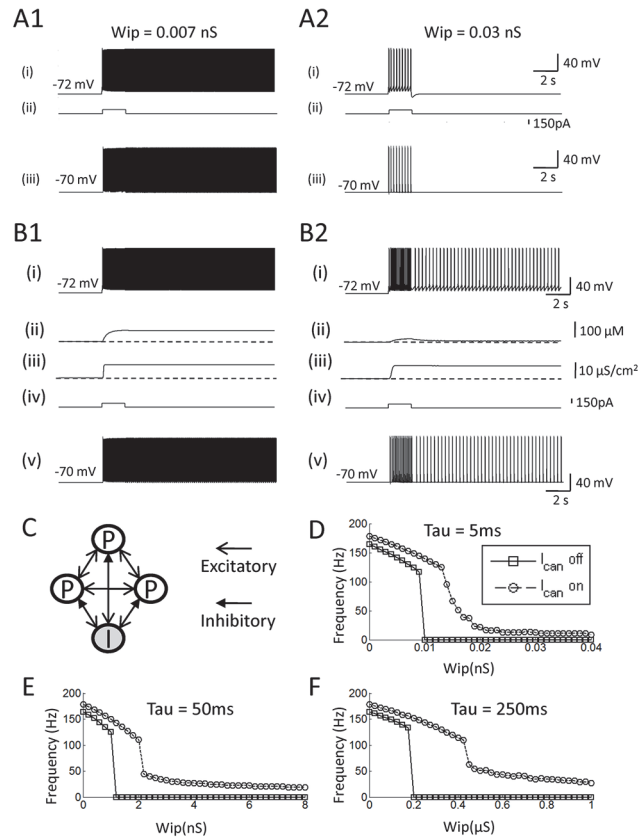 A1
Wip = 0.007 nS
(i)
-72 mV
(ii)
(iii)
-70 mV
A2
Wip = 0.03 nS
(i)
-72 mV
40 mV
2 s
(ii)
150pA
(iii)
-70 mV
40 mV
2 s
B1
(i)
-72 mV
(ii)
(iii)
(iv)
(v)
-70 mV
B2
(i)
-72 mV
40 mV
2 s
(ii)
100 µM
(iii)
10 µS/cm²
(iv)
150pA
(v)
-70 mV
40 mV
2 s
C
P
P
P
I
Excitatory
Inhibitory
D
Tau = 5ms
Ican off
Ican on
Frequency (Hz)
200
150
100
50
0
0 0.01 0.02 0.03 0.04
Wip(nS)
E
Tau = 50ms
Frequency (Hz)
200
150
100
50
0
0 2 4 6 8
Wip(nS)
F
Tau = 250ms
Frequency (Hz)
200
150
100
50
0
0 0.2 0.4 0.6 0.8 1
Wip(µS)